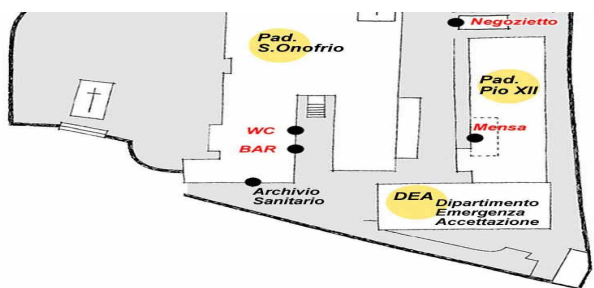 Negozietto
Pad.
S.Onofrio
Pad.
Pio XII
WC
BAR
Mensa
Archivio
Sanitario
DEA
Dipartimento
Emergenza
Accettazione